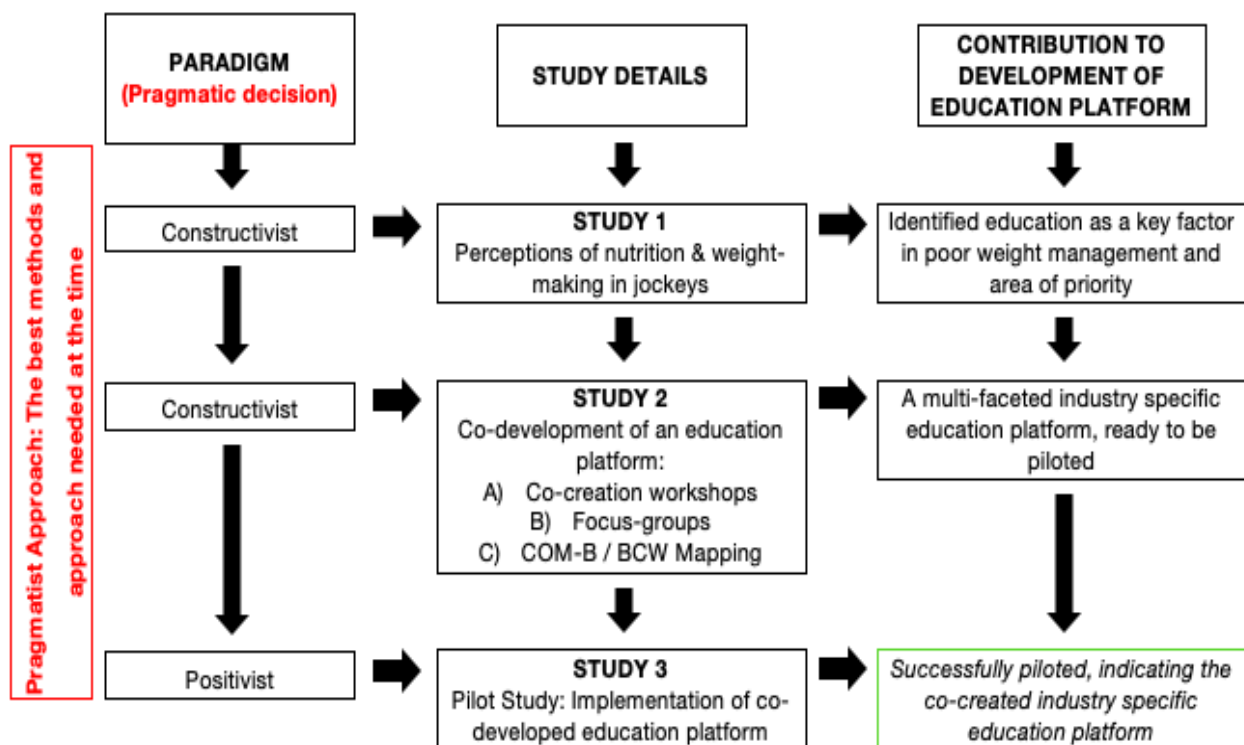 PARADIGM
(Pragmatic decision)
STUDY DETAILS
CONTRIBUTION TO
DEVELOPMENT OF
EDUCATION PLATFORM
Pragmatist Approach: The best methods and
approach needed at the time
Constructivist
STUDY 1
Perceptions of nutrition & weight-
making in jockeys
Identified education as a key factor
in poor weight management and
area of priority
Constructivist
STUDY 2
Co-development of an education
platform:
A) Co-creation workshops
B) Focus-groups
C) COM-B / BCW Mapping
A multi-faceted industry specific
education platform, ready to be
piloted
Positivist
STUDY 3
Pilot Study: Implementation of co-
developed education platform
Successfully piloted, indicating the
co-created industry specific
education platform